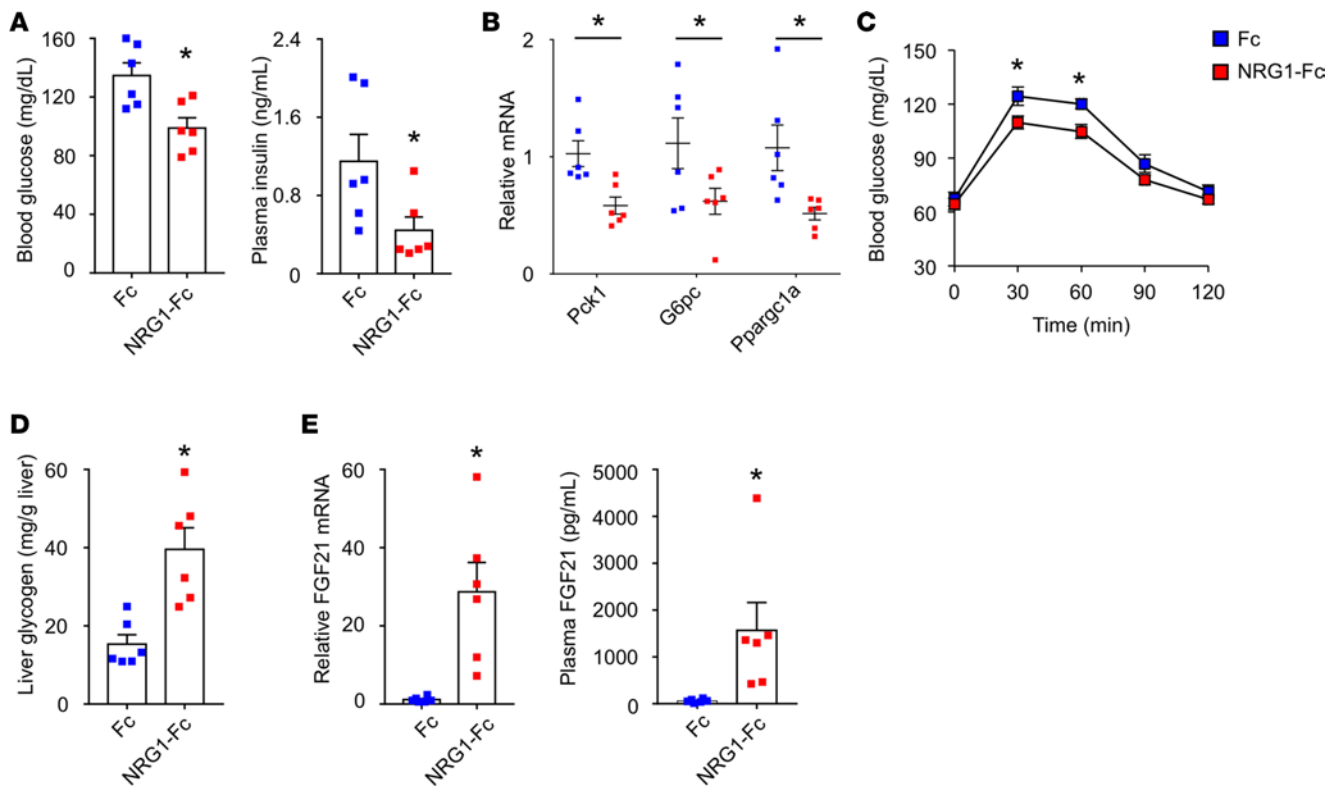 A
Blood glucose (mg/dL)
160
120
80
40
0
*
Fc
NRG1-Fc
Plasma insulin (ng/mL)
2.4
1.6
0.8
0
*
Fc
NRG1-Fc
B
Relative mRNA
2
1
0
* * *
Pck1
G6pc
Ppargc1a
C
Blood glucose (mg/dL)
150
120
90
60
30
* *
0 30 60 90 120
Time (min)
Fc
NRG1-Fc
D
Liver glycogen (mg/g liver)
60
40
20
0
*
Fc
NRG1-Fc
E
Relative FGF21 mRNA
60
40
20
0
*
Fc
NRG1-Fc
Plasma FGF21 (pg/mL)
5000
4000
3000
2000
1000
0
*
Fc
NRG1-Fc